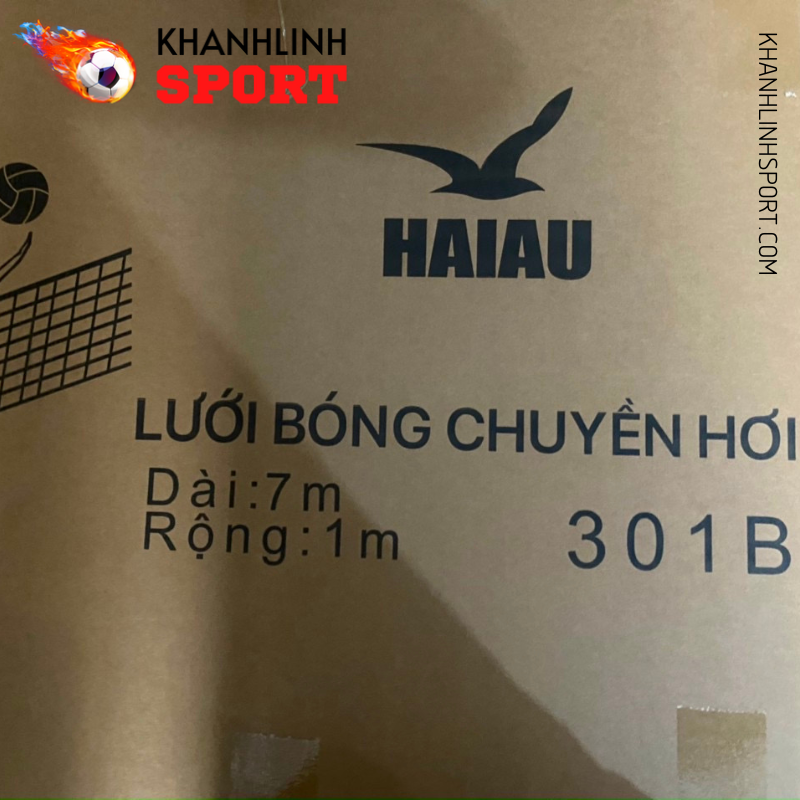 KHANHLINH
SPORT
KHANHLINHSPORT.COM
HAIAU
LƯỚI BÓNG CHUYỀN HƠI
Dài:7m
Rộng:1m
301B